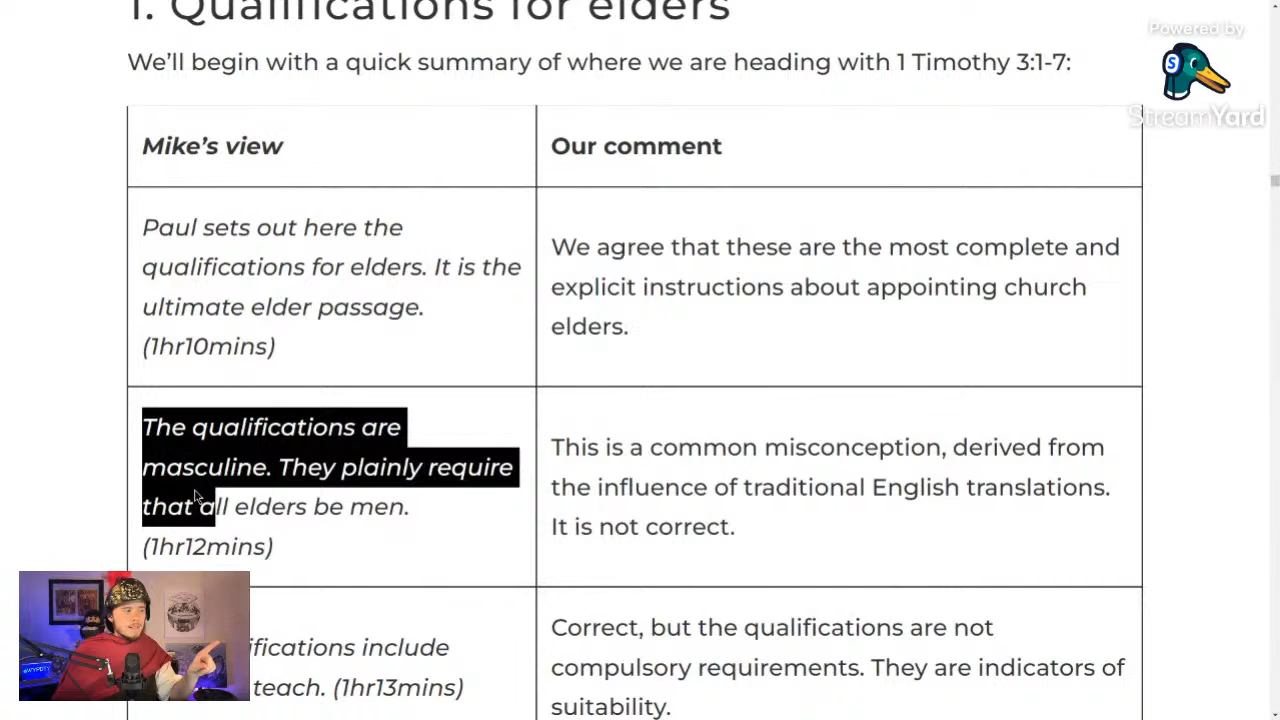 1. Qualifications for elders
We'll begin with a quick summary of where we are heading with 1 Timothy 3:1-7:
Mike's view
Our comment
Paul sets out here the
qualifications for elders. It is the
ultimate elder passage.
(1hr10mins)
We agree that these are the most complete and
explicit instructions about appointing church
elders.
The qualifications are
masculine. They plainly require
that all elders be men.
(1hr12mins)
This is a common misconception, derived from
the influence of traditional English translations.
It is not correct.
ifications include
teach. (1hr13mins)
Correct, but the qualifications are not
compulsory requirements. They are indicators of
suitability.
Powered by
S
StreamYard
@WYPDTY